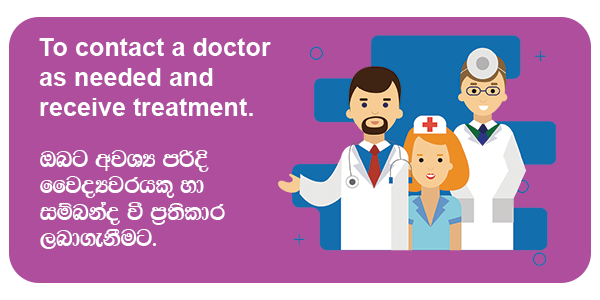 To contact a doctor
as needed and
receive treatment.
ඔබට අවශ්‍ය පරිදි
වෛද්‍යවරයකු හා
සම්බන්ද වී ප්‍රතිකාර
ලබාගැනීමට.